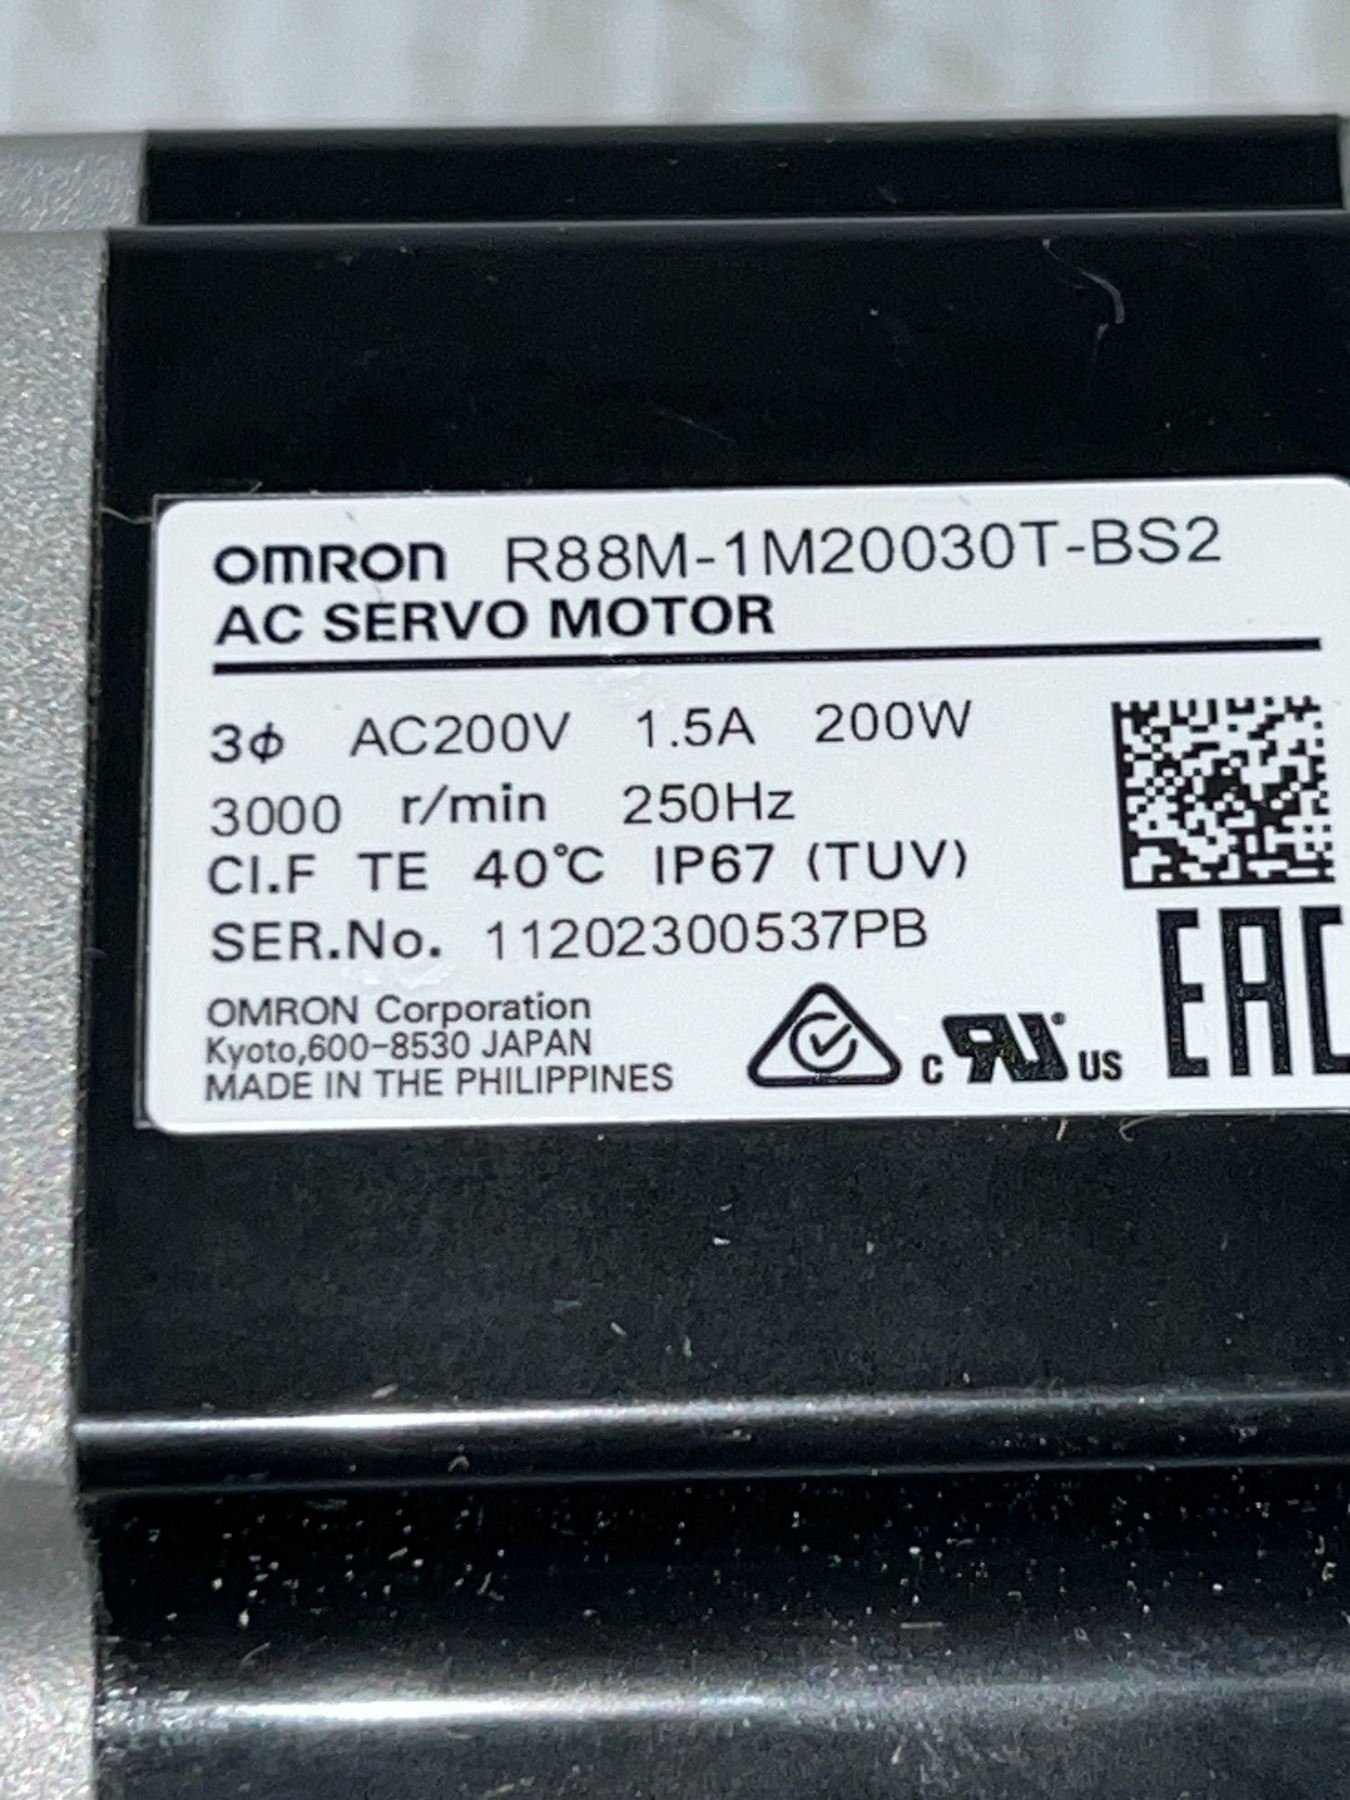 OMRON R88M-1M20030T-BS2
AC SERVO MOTOR
3ϕ AC200V 1.5A 200W
3000 r/min 250Hz
CI.F TE 40℃ IP67 (TUV)
SER.No. 11202300537PB
OMRON Corporation
Kyoto,600-8530 JAPAN
MADE IN THE PHILIPPINES
c RU® US
EAC